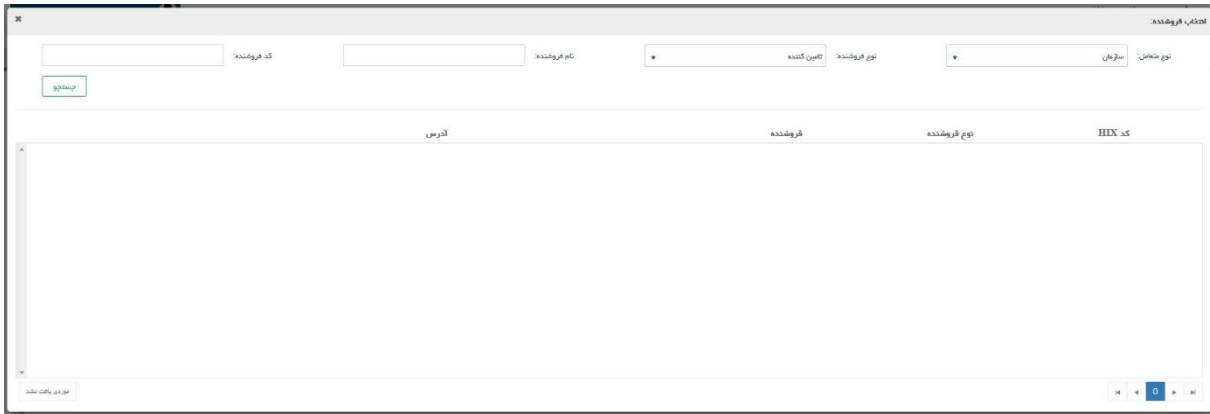 انتخاب فروشنده:
نوع متعامل: سازمان نوع فروشنده: تامین کننده نام فروشنده: کد فروشنده:
جستجو
کد HIX نوع فروشنده فروشنده آدرس
0 موردی یافت نشد